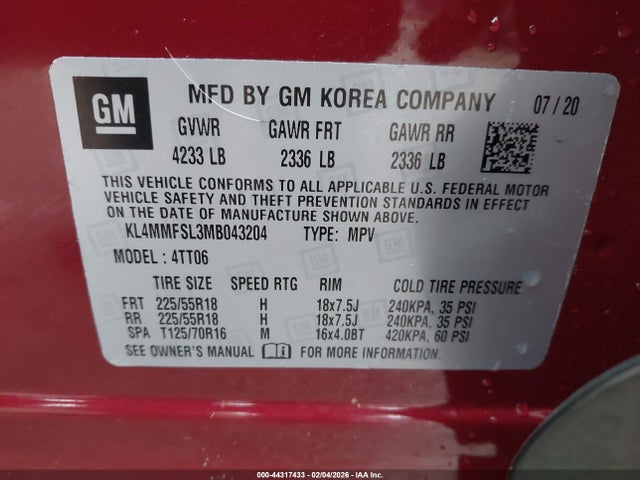 GM MFD BY GM KOREA COMPANY 07 / 20
GVWR GAWR FRT GAWR RR
4233 LB 2336 LB 2336 LB
THIS VEHICLE CONFORMS TO ALL APPLICABLE U.S. FEDERAL MOTOR
VEHICLE SAFETY AND THEFT PREVENTION STANDARDS IN EFFECT
ON THE DATE OF MANUFACTURE SHOWN ABOVE.
KL4MMFSL3MB043204 TYPE: MPV
MODEL : 4TT06
TIRE SIZE SPEED RTG RIM COLD TIRE PRESSURE
FRT 225/55R18 H 18x7.5J 240KPA, 35 PSI
RR 225/55R18 H 18x7.5J 240KPA, 35 PSI
SPA T125/70R16 M 16x4.0BT 420KPA, 60 PSI
SEE OWNER'S MANUAL FOR MORE INFORMATION.
000-44317433 - 02/04/2026 - IAA Inc.